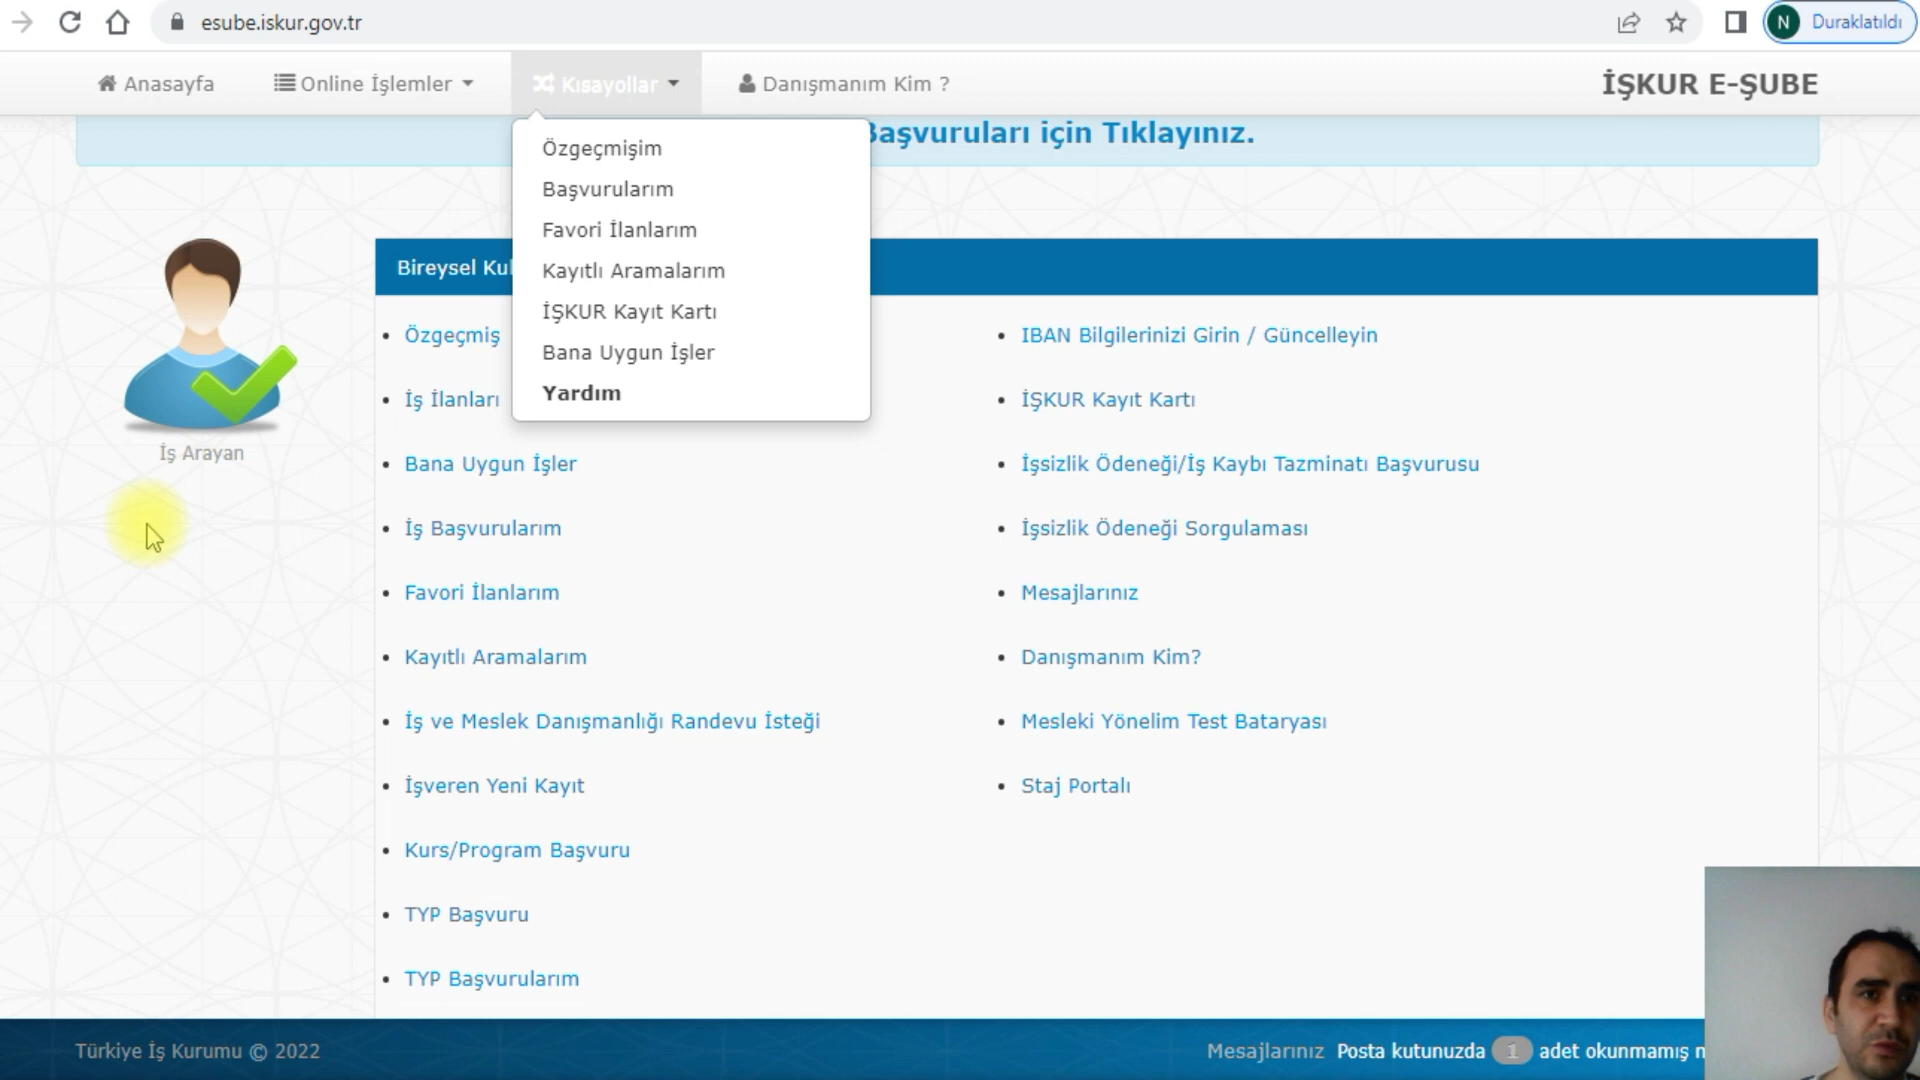 esube.iskur.gov.tr
N Duraklatıldı
Anasayfa Online İşlemler Kısayollar Danışmanım Kim ? İŞKUR E-ŞUBE
Başvuruları için Tıklayınız.
Özgeçmişim
Başvurularım
Favori İlanlarım
Kayıtlı Aramalarım
İŞKUR Kayıt Kartı
Bana Uygun İşler
Yardım
İş Arayan
Bireysel
Özgeçmiş
İş İlanları
Bana Uygun İşler
İş Başvurularım
Favori İlanlarım
Kayıtlı Aramalarım
İş ve Meslek Danışmanlığı Randevu İsteği
İşveren Yeni Kayıt
Kurs/Program Başvuru
TYP Başvuru
TYP Başvurularım
IBAN Bilgilerinizi Girin / Güncelleyin
İŞKUR Kayıt Kartı
İşsizlik Ödeneği/İş Kaybı Tazminatı Başvurusu
İşsizlik Ödeneği Sorgulaması
Mesajlarınız
Danışmanım Kim?
Mesleki Yönelim Test Bataryası
Staj Portalı
Türkiye İş Kurumu © 2022
Mesajlarınız Posta kutunuzda 1 adet okunmamış